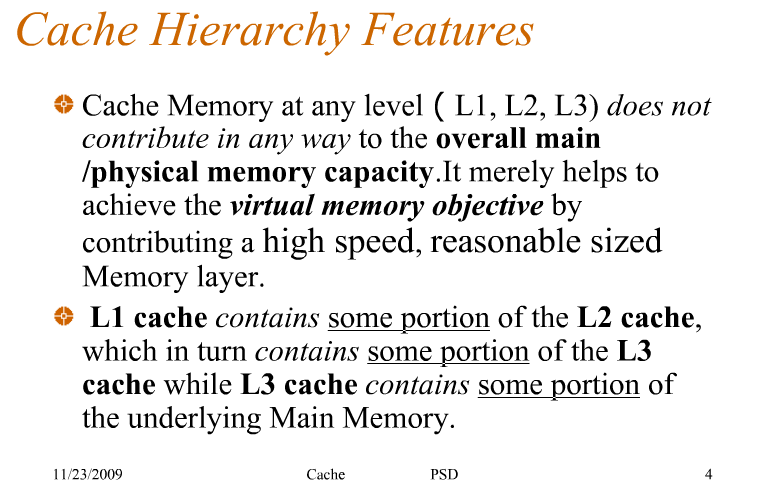 Cache Hierarchy Features
Cache Memory at any level ( L1, L2, L3) does not
contribute in any way to the overall main
/physical memory capacity.It merely helps to
achieve the virtual memory objective by
contributing a high speed, reasonable sized
Memory layer.
L1 cache contains some portion of the L2 cache,
which in turn contains some portion of the L3
cache while L3 cache contains some portion of
the underlying Main Memory.
11/23/2009 Cache PSD 4